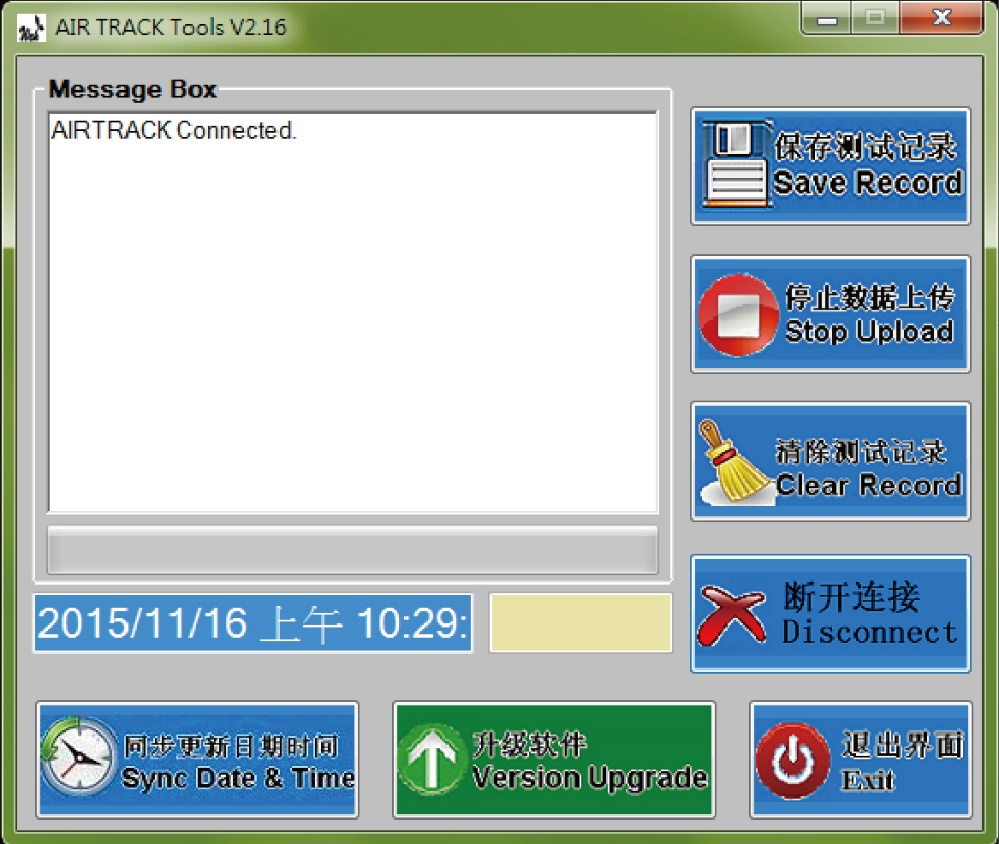 AIR TRACK Tools V2.16
Message Box
AIRTRACK Connected.
保存测试记录
Save Record
停止数据上传
Stop Upload
清除测试记录
Clear Record
断开连接
Disconnect
2015/11/16 上午 10:29:
同步更新日期时间
Sync Date & Time
升级软件
Version Upgrade
退出界面
Exit